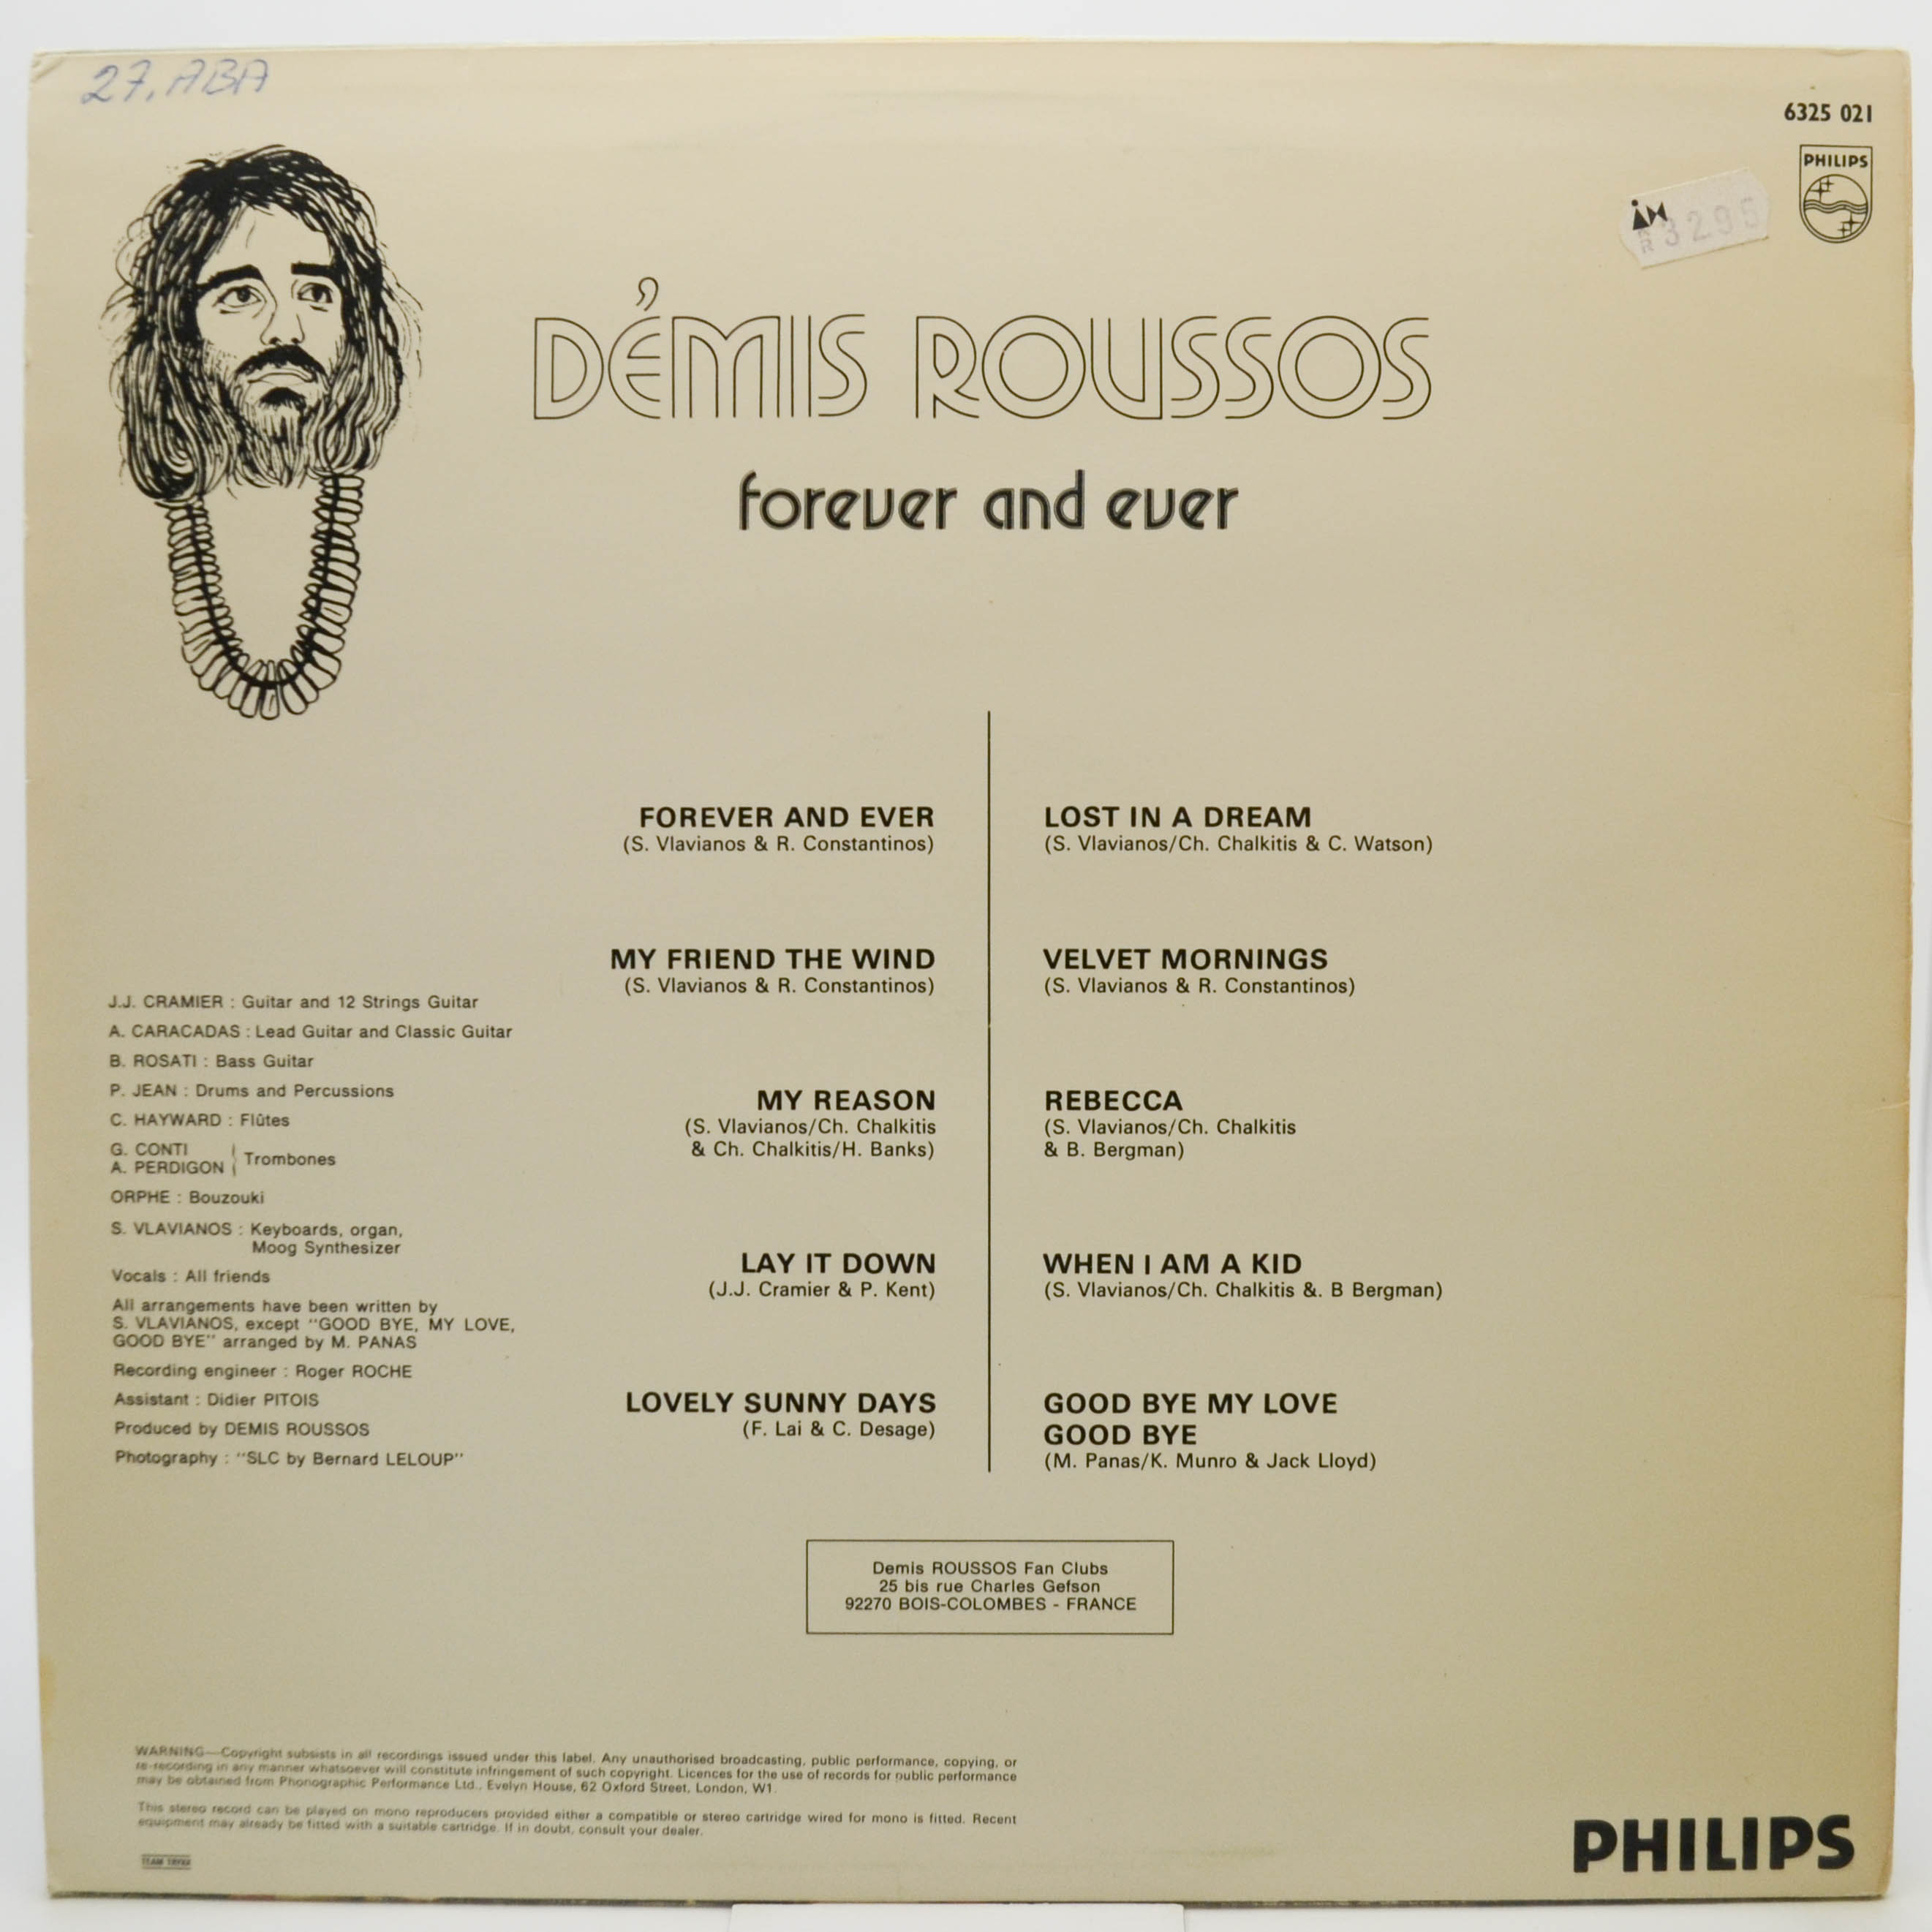 27. ABA
6325 021
PHILIPS
KR 3295
DÉMIS ROUSSOS
forever and ever
FOREVER AND EVER
(S. Vlavianos & R. Constantinos)
MY FRIEND THE WIND
(S. Vlavianos & R. Constantinos)
MY REASON
(S. Vlavianos/Ch. Chalkitis
& Ch. Chalkitis/H. Banks)
LAY IT DOWN
(J.J. Cramier & P. Kent)
LOVELY SUNNY DAYS
(F. Lai & C. Desage)
LOST IN A DREAM
(S. Vlavianos/Ch. Chalkitis & C. Watson)
VELVET MORNINGS
(S. Vlavianos & R. Constantinos)
REBECCA
(S. Vlavianos/Ch. Chalkitis
& B. Bergman)
WHEN I AM A KID
(S. Vlavianos/Ch. Chalkitis &. B Bergman)
GOOD BYE MY LOVE
GOOD BYE
(M. Panas/K. Munro & Jack Lloyd)
J.J. CRAMIER : Guitar and 12 Strings Guitar
A. CARACADAS : Lead Guitar and Classic Guitar
B. ROSATI : Bass Guitar
P. JEAN : Drums and Percussions
C. HAYWARD : Flûtes
G. CONTI
A. PERDIGON
Trombones
ORPHE : Bouzouki
S. VLAVIANOS : Keyboards, organ,
Moog Synthesizer
Vocals : All friends
All arrangements have been written by
S. VLAVIANOS, except "GOOD BYE, MY LOVE,
GOOD BYE" arranged by M. PANAS
Recording engineer : Roger ROCHE
Assistant : Didier PITOIS
Produced by DEMIS ROUSSOS
Photography : "SLC by Bernard LELOUP"
Demis ROUSSOS Fan Clubs
25 bis rue Charles Gefson
92270 BOIS-COLOMBES - FRANCE
WARNING—Copyright subsists in all recordings issued under this label. Any unauthorised broadcasting, public performance, copying, or
re-recording in any manner whatsoever will constitute infringement of such copyright. Licences for the use of records for public performance
may be obtained from Phonographic Performance Ltd., Evelyn House, 62 Oxford Street, London, W1.
This stereo record can be played on mono reproducers provided either a compatible or stereo cartridge wired for mono is fitted. Recent
equipment may already be fitted with a suitable cartridge. If in doubt, consult your dealer.
PHILIPS